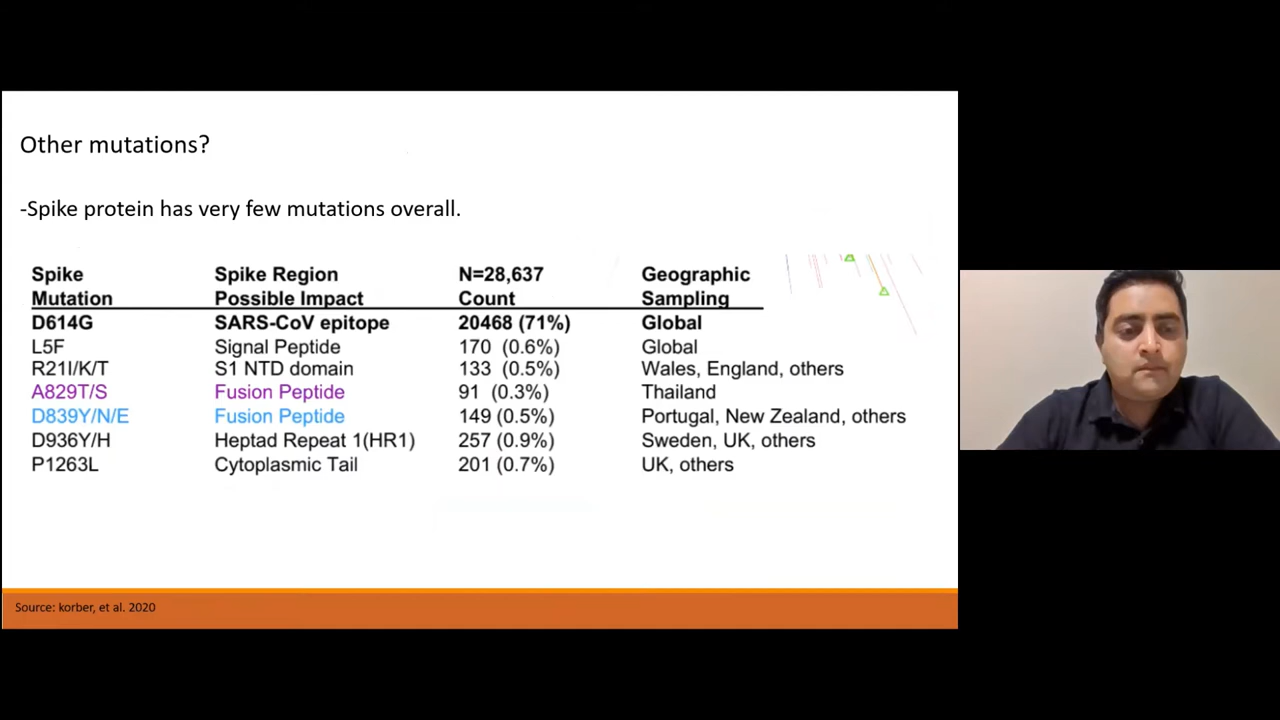 Other mutations?
-Spike protein has very few mutations overall.
Spike Spike Region N=28,637 Geographic
Mutation Possible Impact Count Sampling
D614G SARS-CoV epitope 20468 (71%) Global
L5F Signal Peptide 170 (0.6%) Global
R21I/K/T S1 NTD domain 133 (0.5%) Wales, England, others
A829T/S Fusion Peptide 91 (0.3%) Thailand
D839Y/N/E Fusion Peptide 149 (0.5%) Portugal, New Zealand, others
D936Y/H Heptad Repeat 1(HR1) 257 (0.9%) Sweden, UK, others
P1263L Cytoplasmic Tail 201 (0.7%) UK, others
Source: korber, et al. 2020